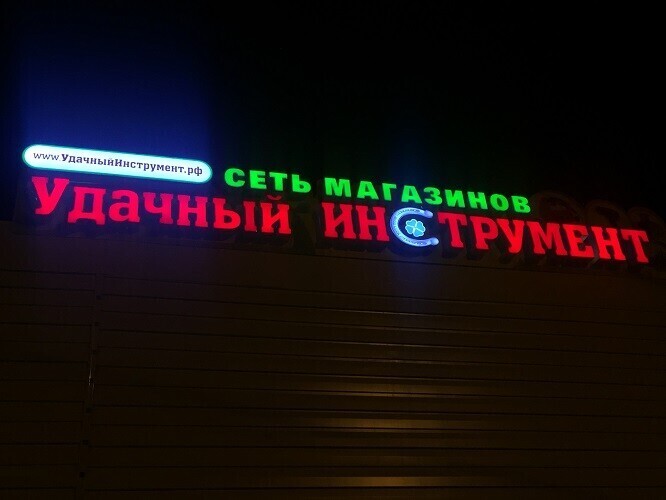 www.УдачныйИнструмент.рф
СЕТЬ МАГАЗИНОВ
УДАЧНЫЙ ИНСТРУМЕНТ